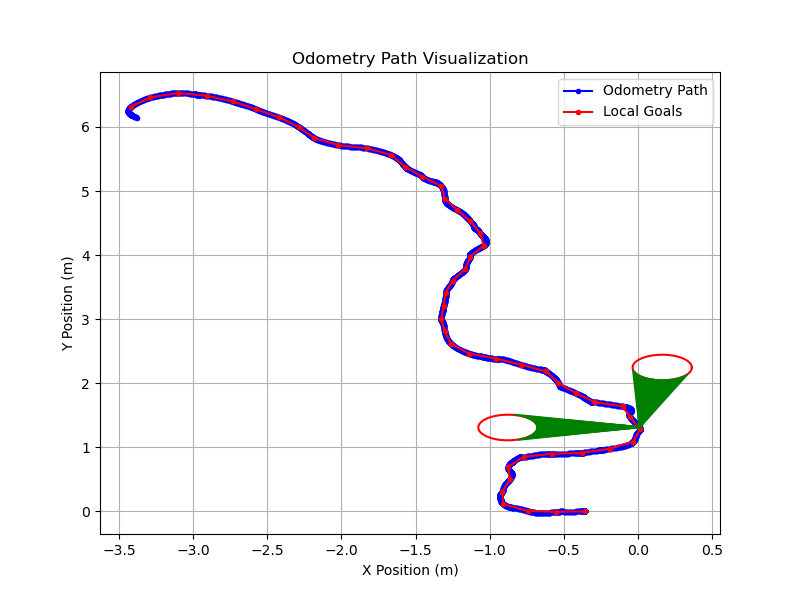 Odometry Path Visualization
Odometry Path
Local Goals
Y Position (m)
6
5
4
3
2
1
0
−3.5 −3.0 −2.5 −2.0 −1.5 −1.0 −0.5 0.0 0.5
X Position (m)